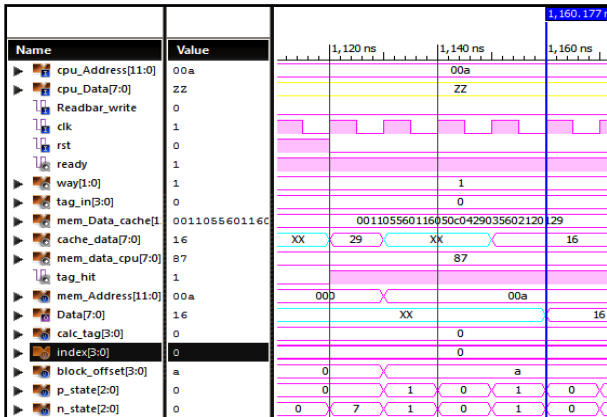 1,160.177 n
Name Value 1,120 ns 1,140 ns 1,160 ns
cpu_Address[11:0] 00a 00a
cpu_Data[7:0] ZZ ZZ
Readbar_write 0
clk 1
rst 0
ready 1
way[1:0] 1 1
tag_in[3:0] 0 0
mem_Data_cache[1 0011055601160 001105560116050c0429035602120129
cache_data[7:0] 16 XX 29 XX 16
mem_data_cpu[7:0] 87 87
tag_hit 1
mem_Address[11:0] 00a 000 00a
Data[7:0] 16 XX 16
calc_tag[3:0] 0 0
index[3:0] 0 0
block_offset[3:0] a 0 a
p_state[2:0] 0 0 1 0 1 0
n_state[2:0] 0 0 7 1 0 1 0